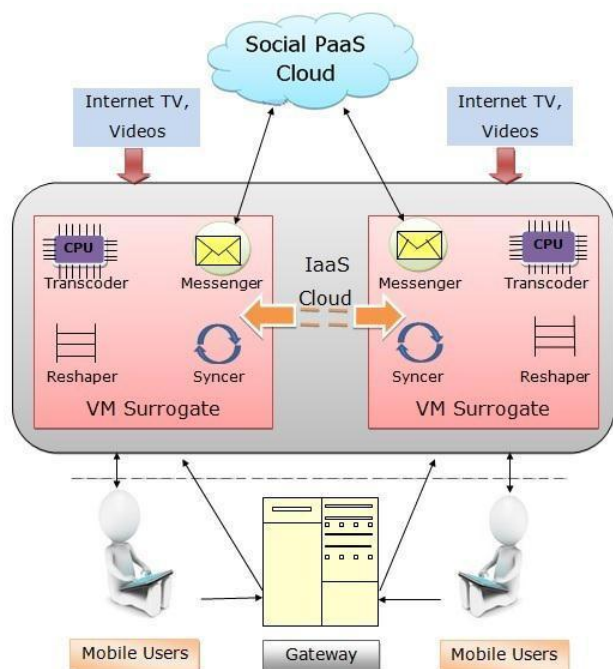 Social PaaS
Cloud
Internet TV,
Videos
Internet TV,
Videos
CPU
Transcoder
Messenger
Reshaper
Syncer
VM Surrogate
IaaS
Cloud
Messenger
CPU
Transcoder
Syncer
Reshaper
VM Surrogate
Mobile Users
Gateway
Mobile Users